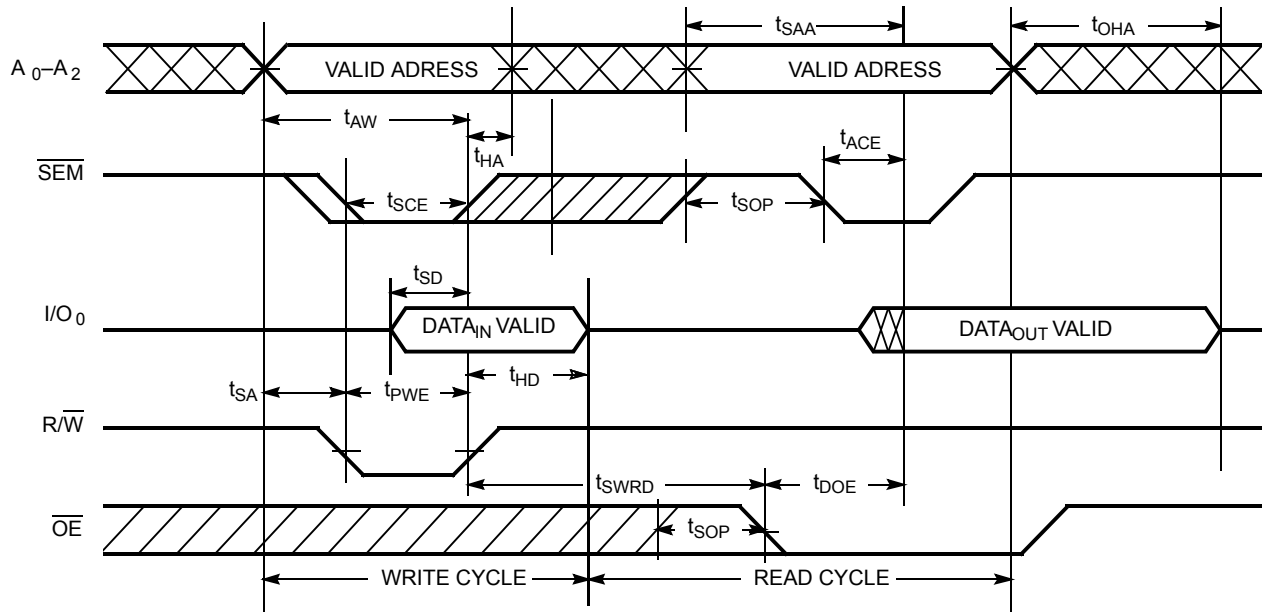 tSAA tOHA
A0–A2 VALID ADRESS VALID ADRESS
tAW tHA tACE
SEM tSCE tSOP
tSD
I/O0 DATAIN VALID DATAOUT VALID
tSA tPWE tHD
R/W
tSWRD tDOE
OE tSOP
WRITE CYCLE READ CYCLE